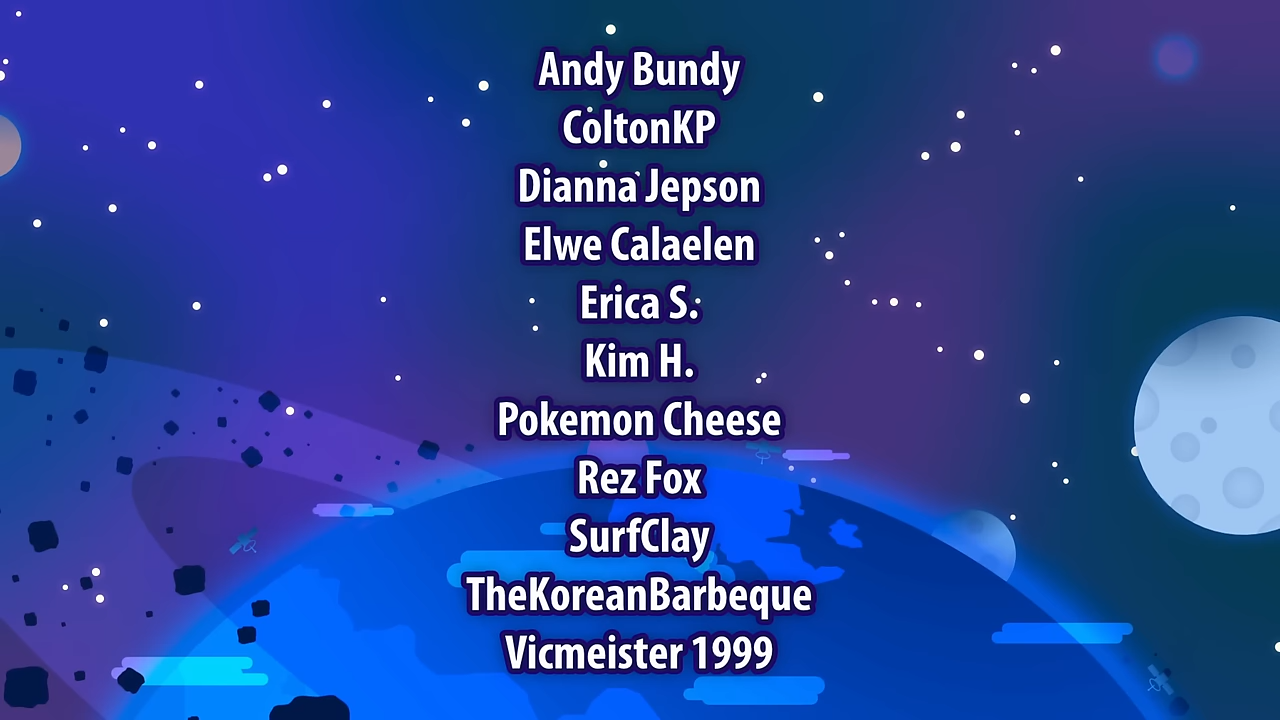 Andy Bundy
ColtonKP
Dianna Jepson
Elwe Calaelen
Erica S.
Kim H.
Pokemon Cheese
Rez Fox
SurfClay
TheKoreanBarbeque
Vicmeister 1999